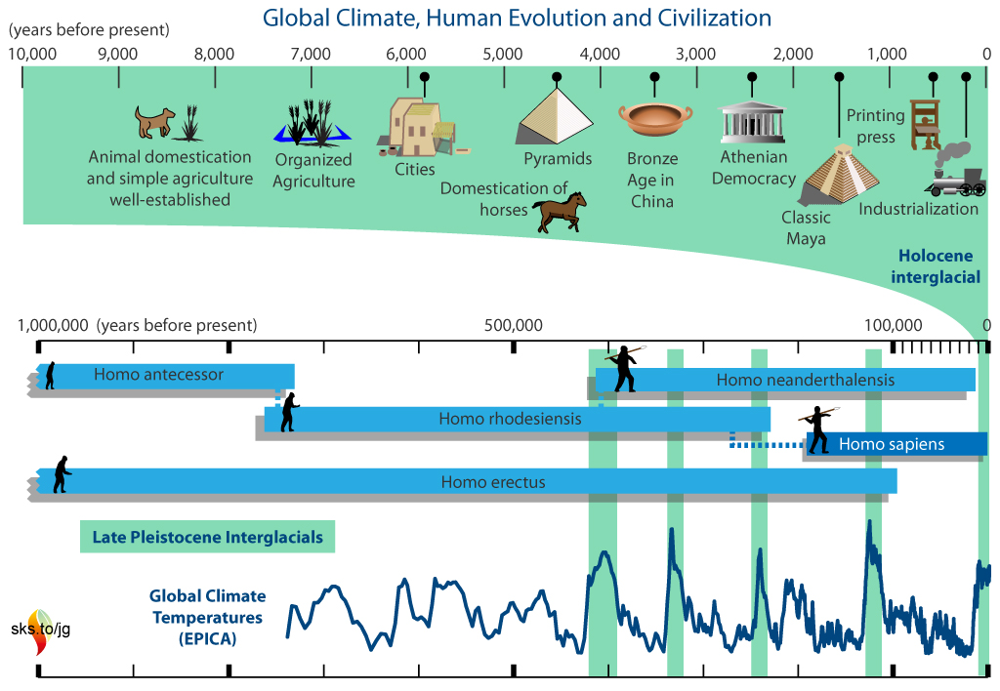 Global Climate, Human Evolution and Civilization
(years before present)
10,000 9,000 8,000 7,000 6,000 5,000 4,000 3,000 2,000 1,000 0
Animal domestication
and simple agriculture
well-established
Organized
Agriculture
Cities
Pyramids
Domestication of
horses
Bronze
Age in
China
Athenian
Democracy
Classic
Maya
Printing
press
Industrialization
Holocene
interglacial
1,000,000 (years before present) 500,000 100,000 0
Homo antecessor
Homo neanderthalensis
Homo rhodesiensis
Homo sapiens
Homo erectus
Late Pleistocene Interglacials
Global Climate
Temperatures
(EPICA)
sks.to/jg